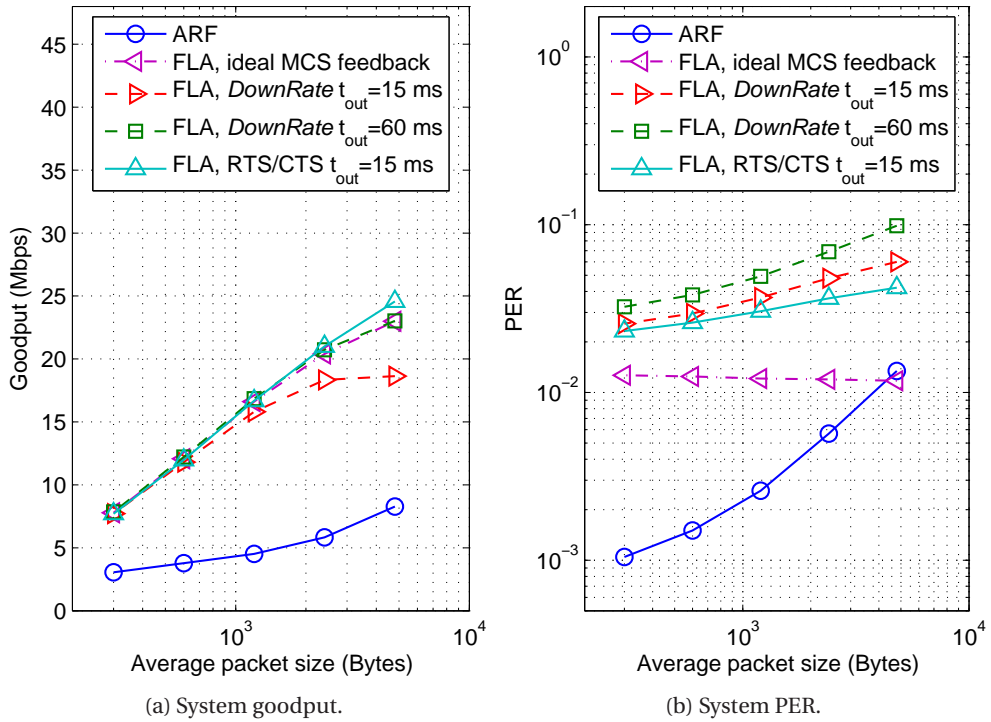 45
40
35
30
25
20
15
10
5
0
Goodput (Mbps)
ARF
FLA, ideal MCS feedback
FLA, DownRate t_out=15 ms
FLA, DownRate t_out=60 ms
FLA, RTS/CTS t_out=15 ms
10^3
10^4
Average packet size (Bytes)
(a) System goodput.
10^0
10^-1
10^-2
10^-3
PER
ARF
FLA, ideal MCS feedback
FLA, DownRate t_out=15 ms
FLA, DownRate t_out=60 ms
FLA, RTS/CTS t_out=15 ms
10^3
10^4
Average packet size (Bytes)
(b) System PER.